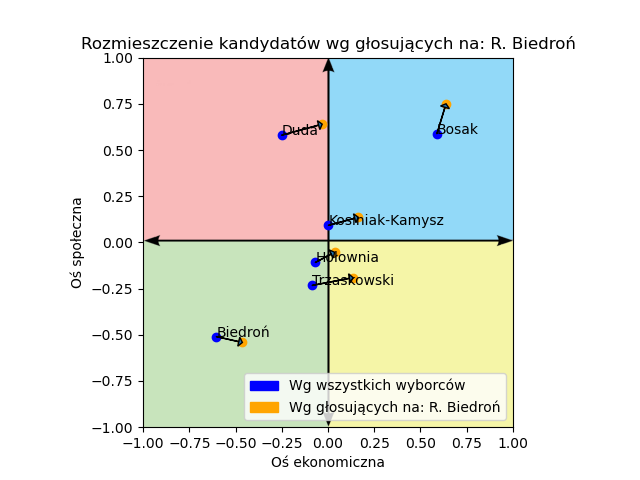 Rozmieszczenie kandydatów wg głosujących na: R. Biedroń
1.00
0.75
0.50
0.25
0.00
−0.25
−0.50
−0.75
−1.00
Oś społeczna
Duda
Bosak
Kosiniak-Kamysz
Hołownia
Trzaskowski
Biedroń
Wg wszystkich wyborców
Wg głosujących na: R. Biedroń
−1.00 −0.75 −0.50 −0.25 0.00 0.25 0.50 0.75 1.00
Oś ekonomiczna